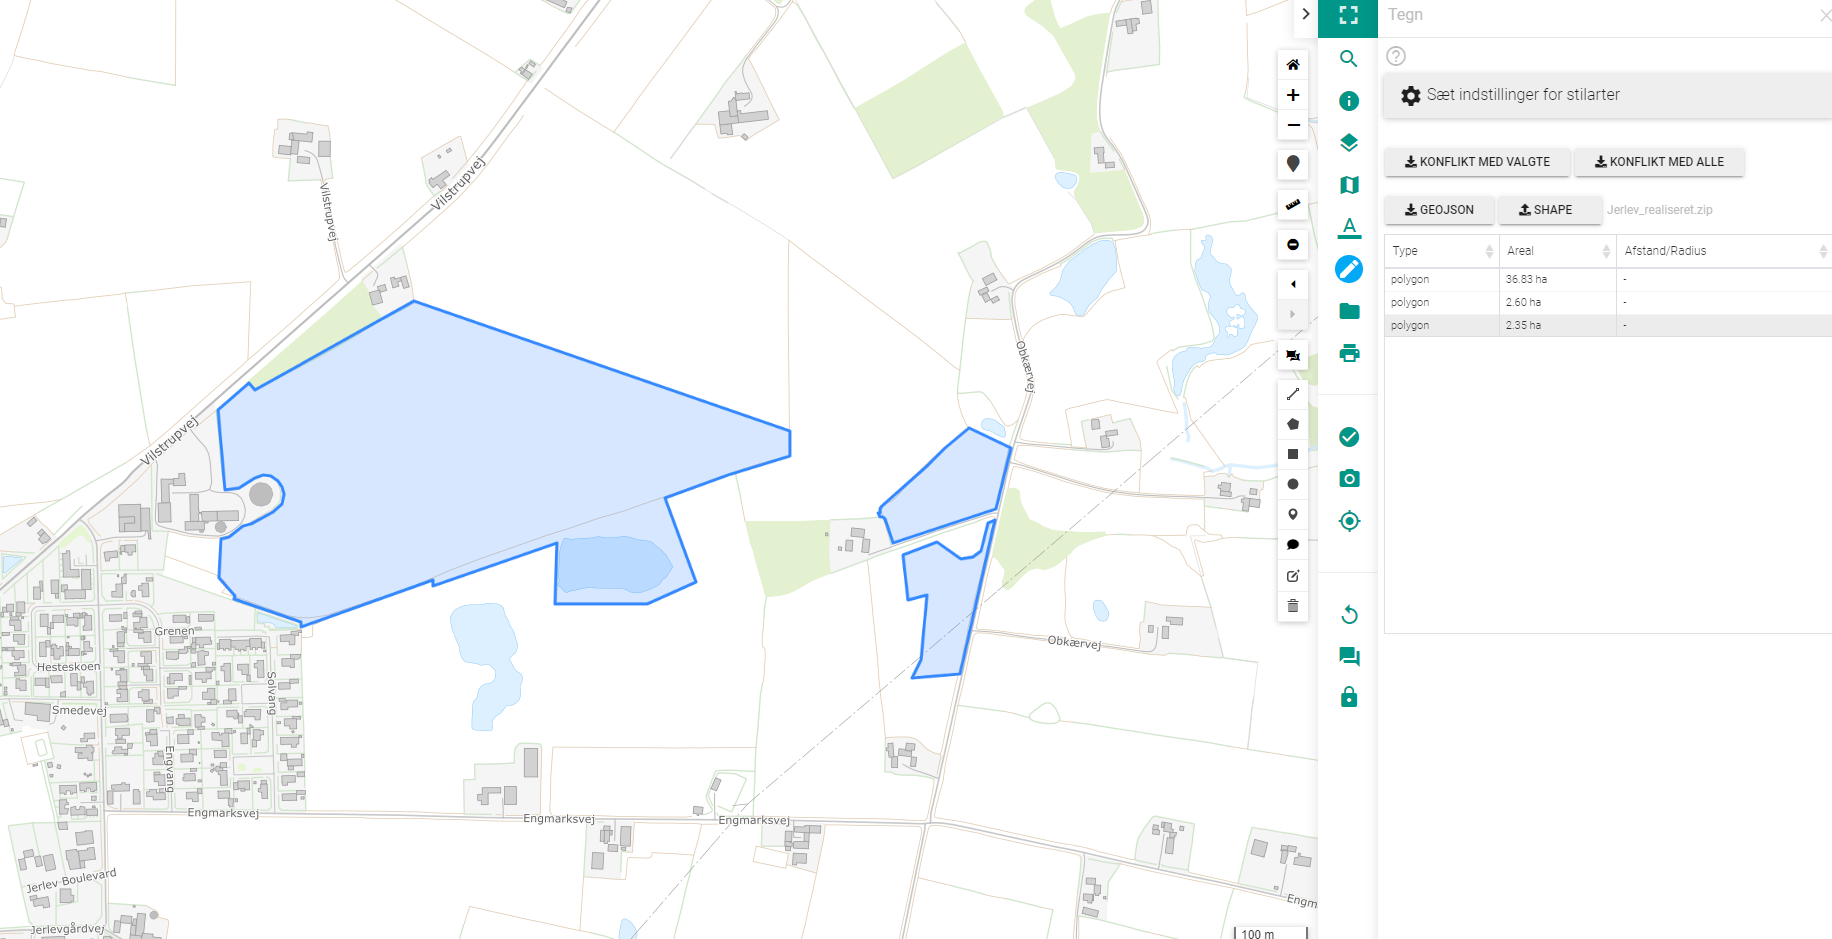 Tegn
Sæt indstillinger for stilarter
KONFLIKT MED VALGTE
KONFLIKT MED ALLE
GEOJSON
SHAPE
Jerlev_realiseret.zip
Type
Areal
Afstand/Radius
polygon
36.83 ha
-
polygon
2.60 ha
-
polygon
2.35 ha
-
A
Vilstrupvej
Vilstrupvej
Vilstrupvej
Obkærvej
Obkærvej
Grenen
Hesteskoen
Solvang
Smedevej
Engvang
Engmarksvej
Engmarksvej
Engmarksvej
Jerlev Boulevard
Jerlevgårdvej
Engm
100 m